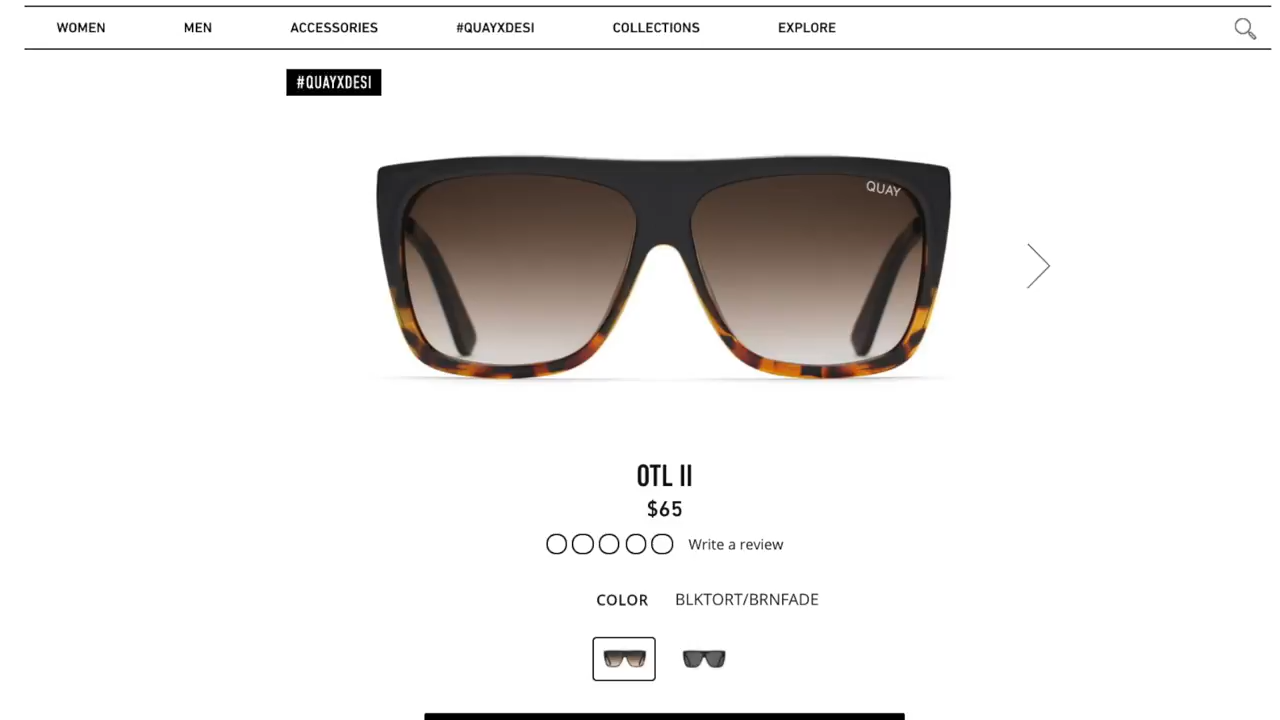 WOMEN MEN ACCESSORIES #QUAYXDESI COLLECTIONS EXPLORE
#QUAYXDESI
QUAY
OTL II
$65
Write a review
COLOR BLKTORT/BRNFADE